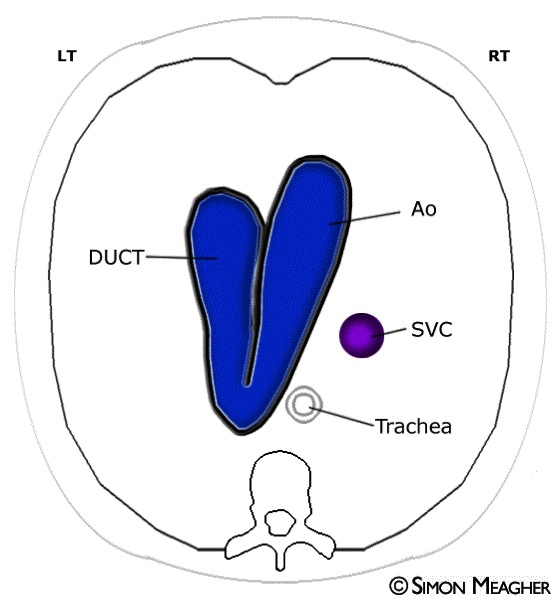 LT
RT
Ao
DUCT
SVC
Trachea
© SIMON MEAGHER